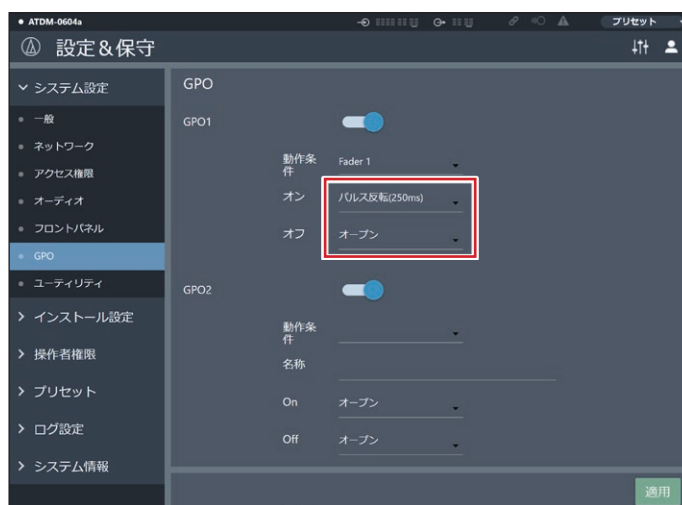 ATDM-0604a
プリセット
設定＆保守
システム設定
一般
ネットワーク
アクセス権限
オーディオ
フロントパネル
GPO
ユーティリティ
インストール設定
操作者権限
プリセット
ログ設定
システム情報
GPO
GPO1
動作条
件
Fader 1
オン
パルス反転(250ms)
オフ
オープン
GPO2
動作条
件
名称
On
オープン
Off
オープン
適用